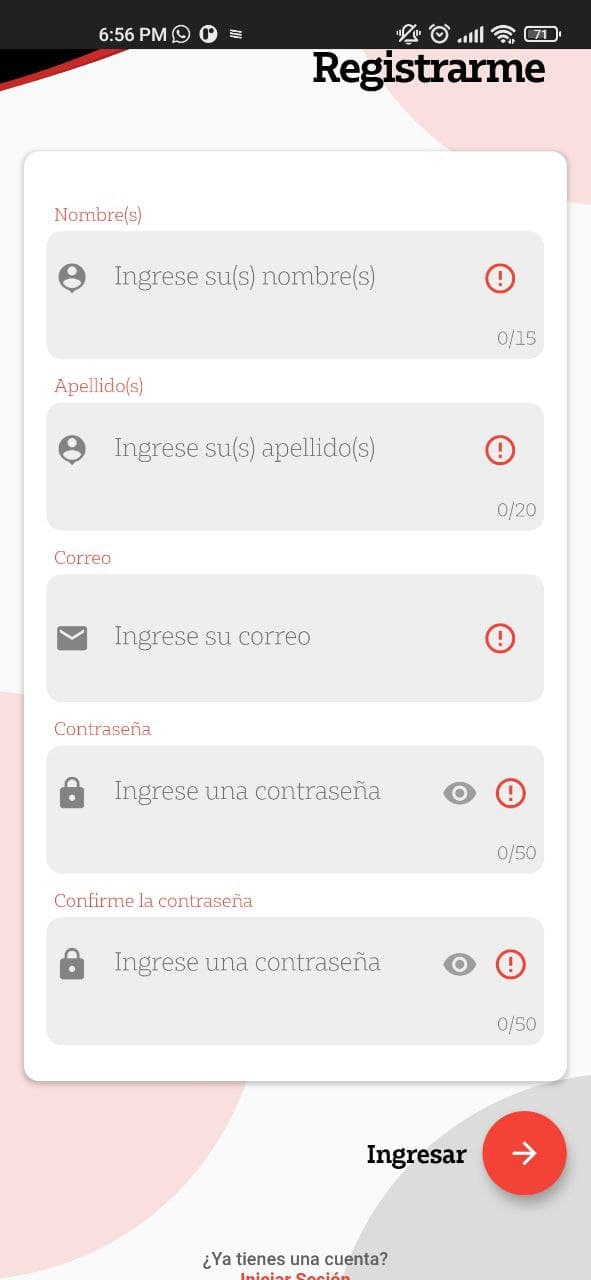 6:56 PM
71
Registrarme
Nombre(s)
Ingrese su(s) nombre(s)
0/15
Apellido(s)
Ingrese su(s) apellido(s)
0/20
Correo
Ingrese su correo
Contraseña
Ingrese una contraseña
0/50
Confirme la contraseña
Ingrese una contraseña
0/50
Ingresar
¿Ya tienes una cuenta?
Iniciar Sesión